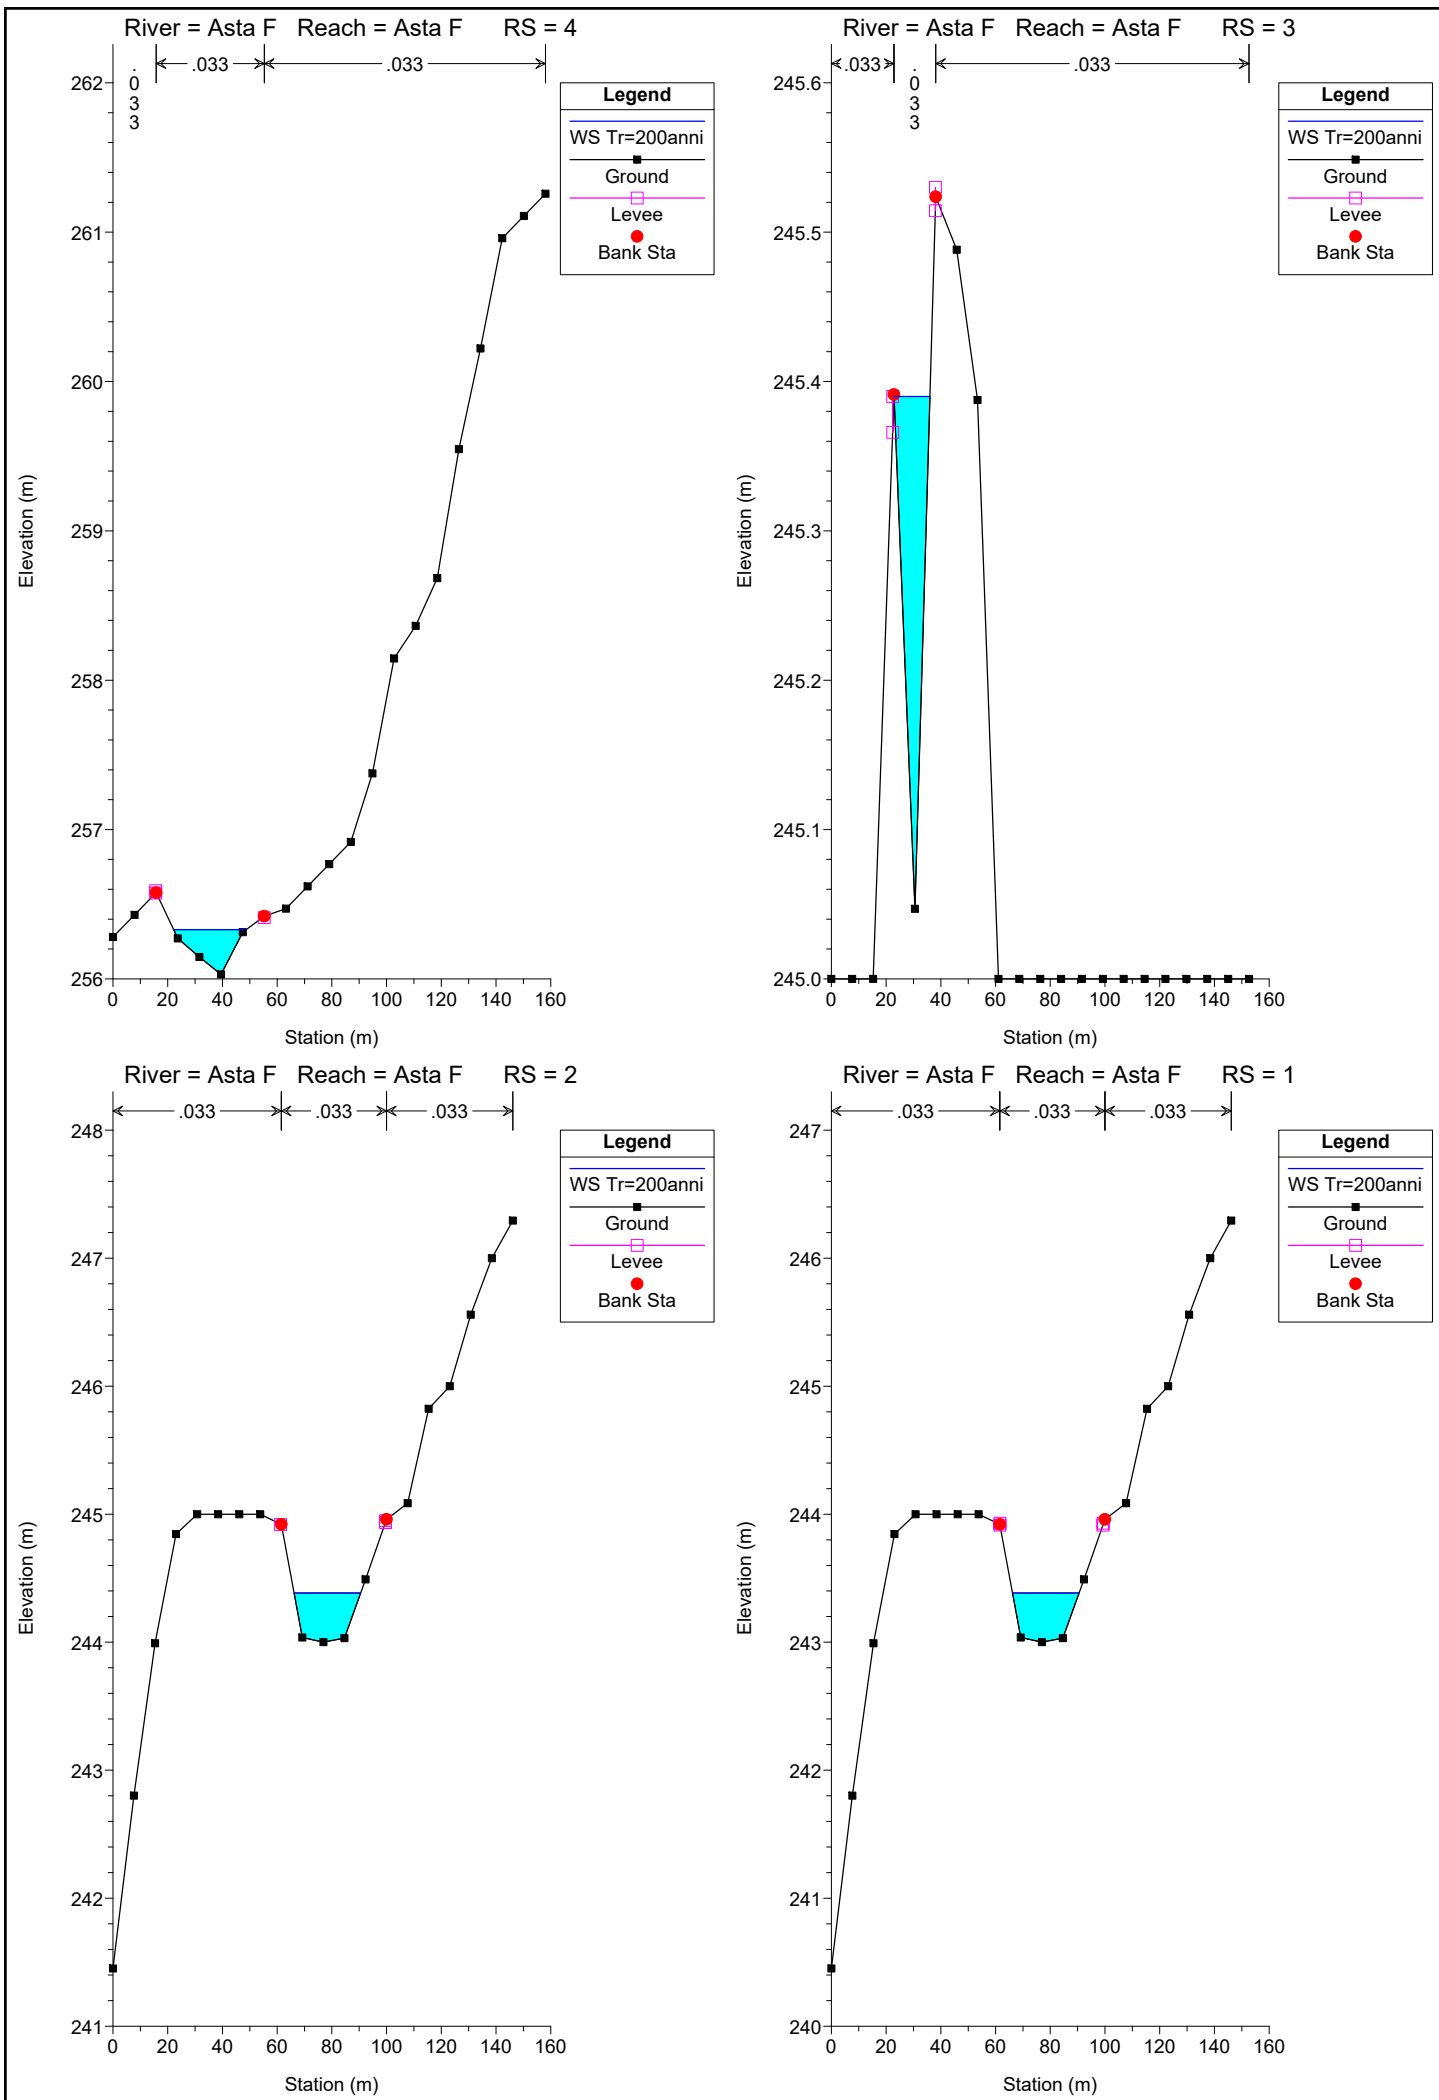 River = Asta F Reach = Asta F RS = 4
.033 .033 .033
Legend
WS Tr=200anni
Ground
Levee
Bank Sta
262
261
260
259
258
257
256
Elevation (m)
0 20 40 60 80 100 120 140 160
Station (m)
River = Asta F Reach = Asta F RS = 3
.033 .033 .033
Legend
WS Tr=200anni
Ground
Levee
Bank Sta
245.6
245.5
245.4
245.3
245.2
245.1
245.0
Elevation (m)
0 20 40 60 80 100 120 140 160
Station (m)
River = Asta F Reach = Asta F RS = 2
.033 .033 .033
Legend
WS Tr=200anni
Ground
Levee
Bank Sta
248
247
246
245
244
243
242
241
Elevation (m)
0 20 40 60 80 100 120 140 160
Station (m)
River = Asta F Reach = Asta F RS = 1
.033 .033 .033
Legend
WS Tr=200anni
Ground
Levee
Bank Sta
247
246
245
244
243
242
241
240
Elevation (m)
0 20 40 60 80 100 120 140 160
Station (m)